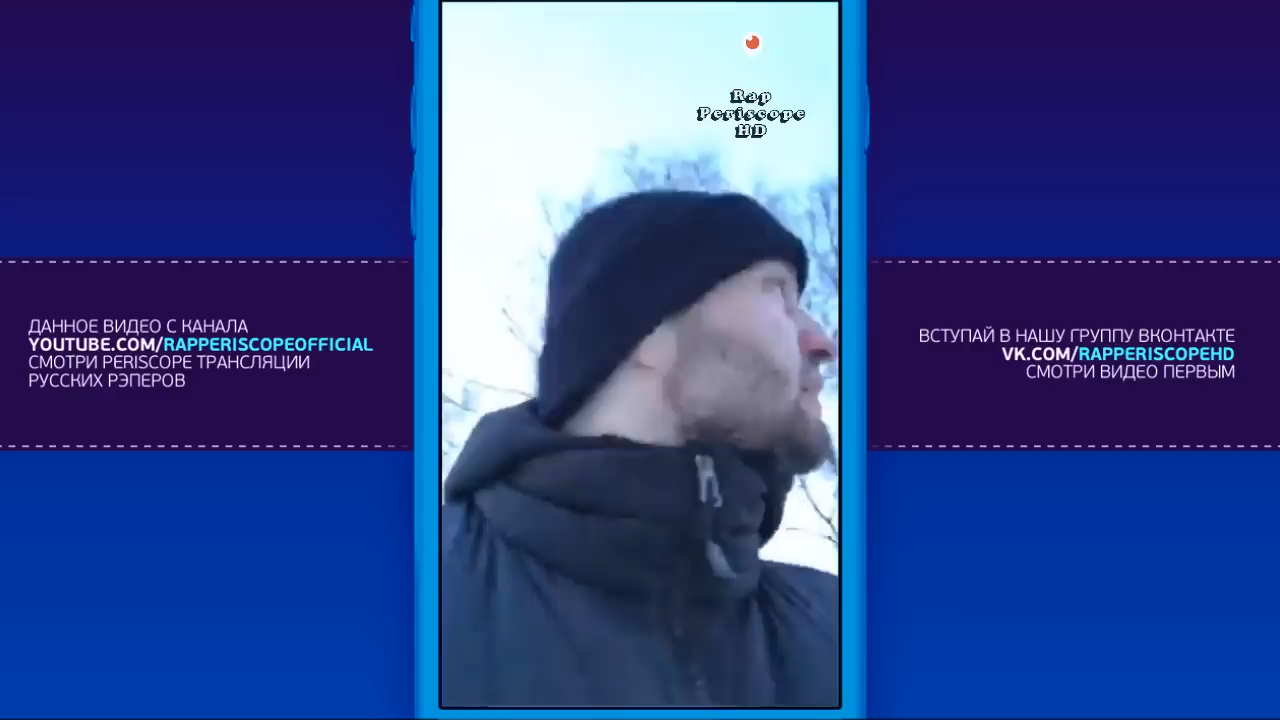 Rap
Periscope
HD
ДАННОЕ ВИДЕО С КАНАЛА
YOUTUBE.COM/RAPPERISCOPEOFFICIAL
СМОТРИ PERISCOPE ТРАНСЛЯЦИИ
РУССКИХ РЭПЕРОВ
ВСТУПАЙ В НАШУ ГРУППУ ВКОНТАКТЕ
VK.COM/RAPPERISCOPEHD
СМОТРИ ВИДЕО ПЕРВЫМ